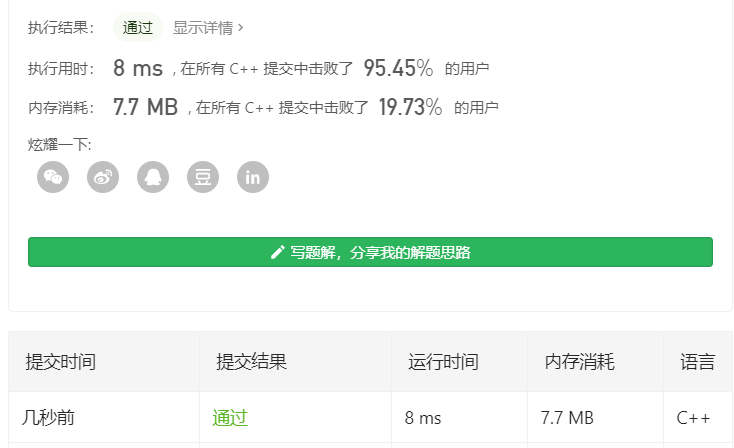 执行结果： 通过 显示详情 >
执行用时： 8 ms , 在所有 C++ 提交中击败了 95.45% 的用户
内存消耗： 7.7 MB , 在所有 C++ 提交中击败了 19.73% 的用户
炫耀一下:
豆 in
写题解，分享我的解题思路
提交时间 提交结果 运行时间 内存消耗 语言
几秒前 通过 8 ms 7.7 MB C++